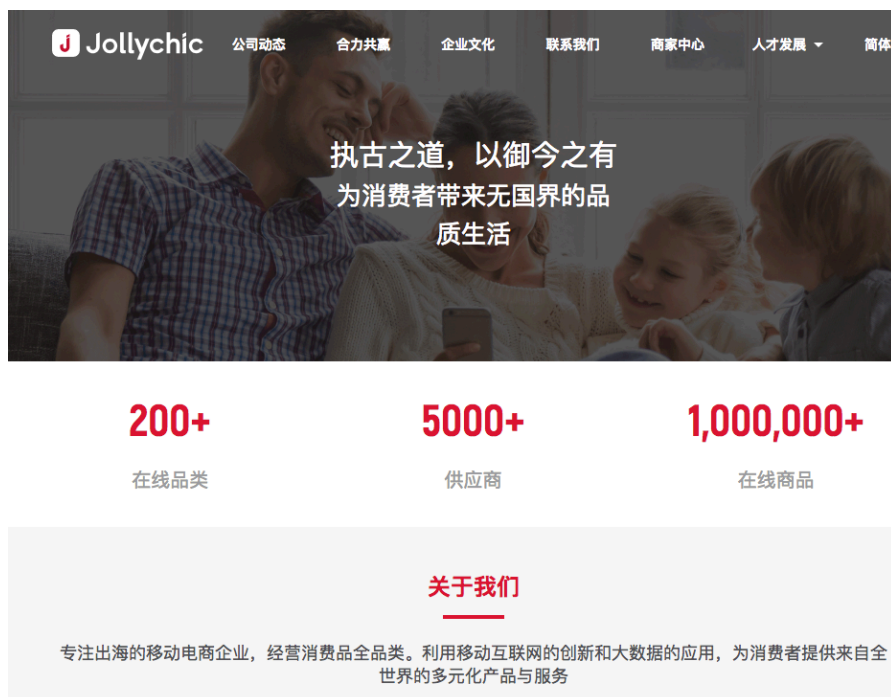 Jollychic 公司动态 合力共赢 企业文化 联系我们 商家中心 人才发展 简体
执古之道，以御今之有
为消费者带来无国界的品
质生活
200+ 5000+ 1,000,000+
在线品类 供应商 在线商品
关于我们
专注出海的移动电商企业，经营消费品全品类。利用移动互联网的创新和大数据的应用，为消费者提供来自全
世界的多元化产品与服务